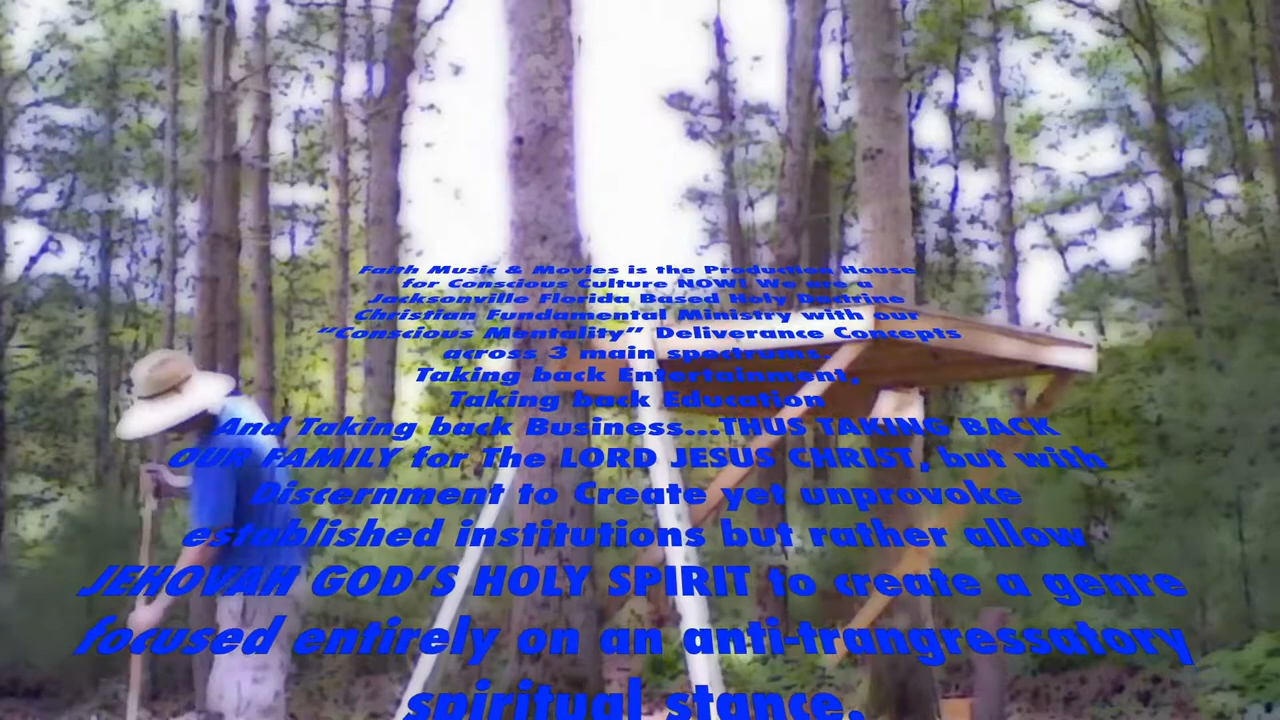 Faith Music & Movies is the Production House
for Conscious Culture NOW! We are a
Jacksonville Florida Based Holy Doctrine
Christian Fundamental Ministry with our
“Conscious Mentality” Deliverance Concepts
across 3 main spectrums.
Taking back Entertainment,
Taking back Education
And Taking back Business...THUS TAKING BACK
OUR FAMILY for The LORD JESUS CHRIST, but with
Discernment to Create yet unprovoke
established institutions but rather allow
JEHOVAH GOD’S HOLY SPIRIT to create a genre
focused entirely on an anti-trangressatory
spiritual stance.